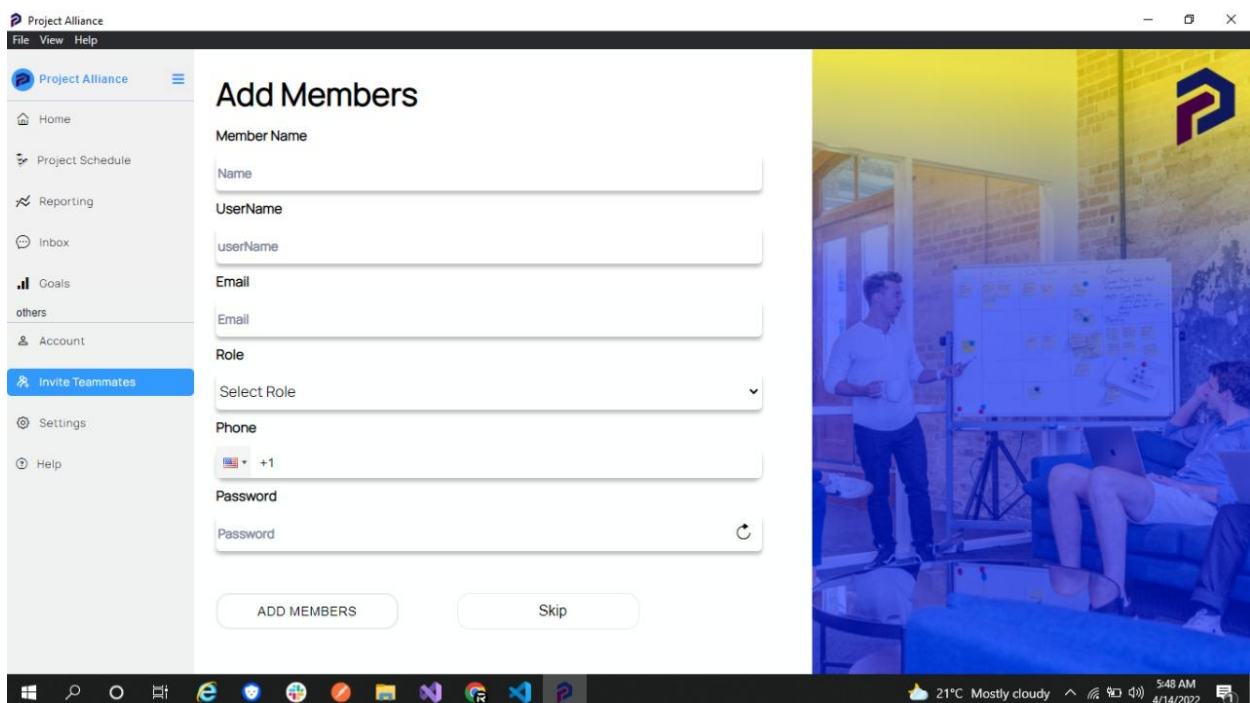 Project Alliance
File View Help
Project Alliance
Home
Project Schedule
Reporting
Inbox
Goals
others
Account
Invite Teammates
Settings
Help
Add Members
Member Name
Name
UserName
userName
Email
Email
Role
Select Role
Phone
+1
Password
Password
ADD MEMBERS
Skip
21°C Mostly cloudy
5:48 AM
4/14/2022